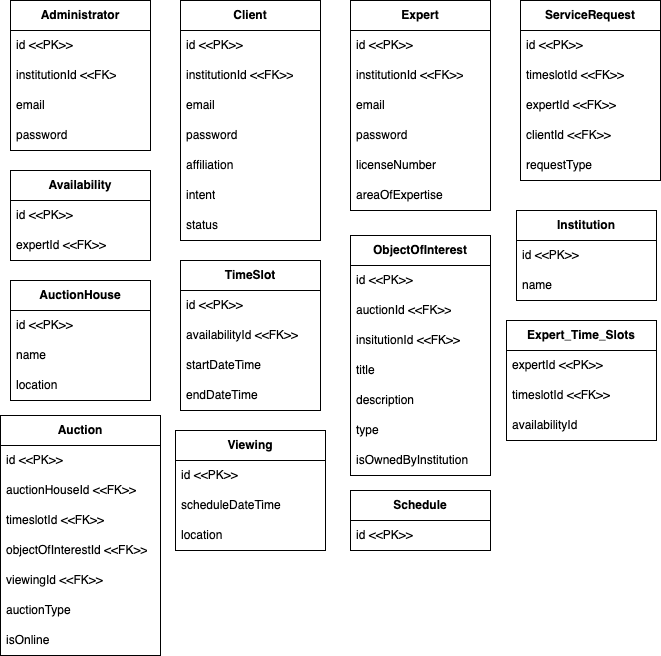 Administrator
id <<PK>>
institutionId <<FK>
email
password
Client
id <<PK>>
institutionId <<FK>>
email
password
affiliation
intent
status
Expert
id <<PK>>
institutionId <<FK>>
email
password
licenseNumber
areaOfExpertise
ServiceRequest
id <<PK>>
timeslotId <<FK>>
expertId <<FK>>
clientId <<FK>>
requestType
Availability
id <<PK>>
expertId <<FK>>
Institution
id <<PK>>
name
ObjectOfInterest
id <<PK>>
auctionId <<FK>>
insitutionId <<FK>>
title
description
type
isOwnedByInstitution
TimeSlot
id <<PK>>
availabilityId <<FK>>
startDateTime
endDateTime
AuctionHouse
id <<PK>>
name
location
Expert_Time_Slots
expertId <<PK>>
timeslotId <<FK>>
availabilityId
Auction
id <<PK>>
auctionHouseId <<FK>>
timeslotId <<FK>>
objectOfInterestId <<FK>>
viewingId <<FK>>
auctionType
isOnline
Viewing
id <<PK>>
scheduleDateTime
location
Schedule
id <<PK>>